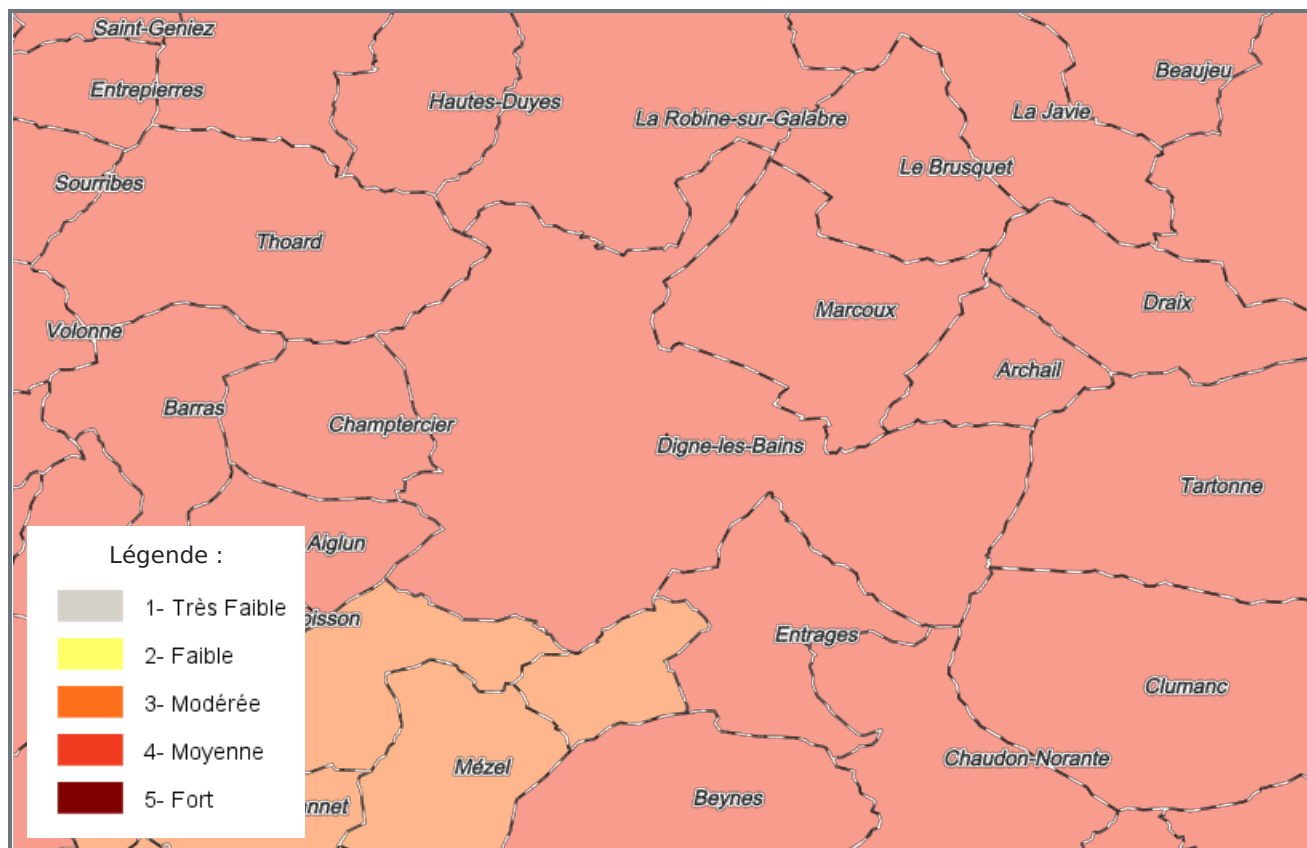 Saint-Geniez
Entrepierres
Hautes-Duyes
Beaujeu
La Javie
La Robine-sur-Galabre
Le Brusquet
Sourribes
Thoard
Draix
Marcoux
Volonne
Archail
Barras
Champtercier
Digne-les-Bains
Tartonne
Aiglun
Légende :
1- Très Faible
2- Faible
3- Modérée
4- Moyenne
5- Fort
oisson
Entrages
Clumanc
Mézel
Chaudon-Norante
Beynes
nnet